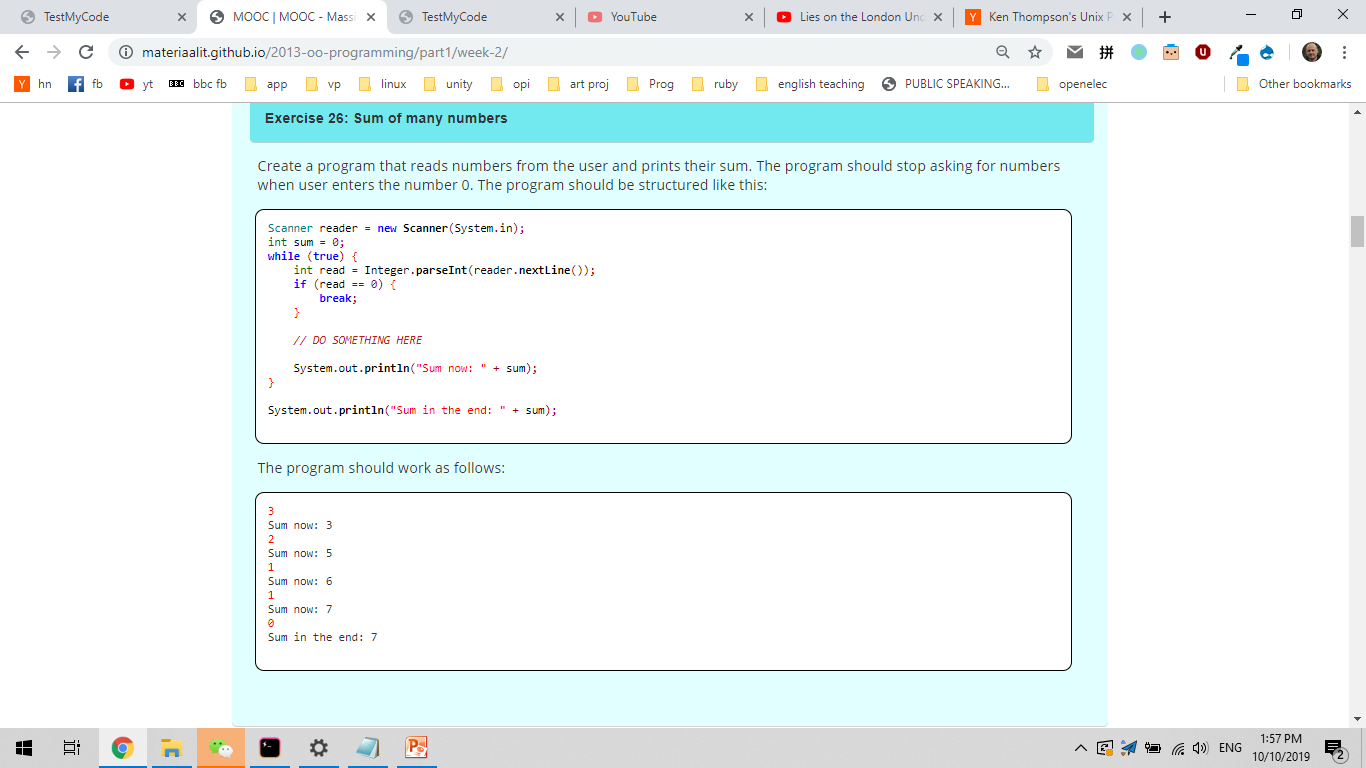 TestMyCode
MOOC | MOOC - Massi
TestMyCode
YouTube
Lies on the London Unc
Ken Thompson's Unix P
materiaalit.github.io/2013-oo-programming/part1/week-2/
hn
fb
yt
BBC bbc fb
app
vp
linux
unity
opi
art proj
Prog
ruby
english teaching
PUBLIC SPEAKING...
openelec
Other bookmarks
Exercise 26: Sum of many numbers
Create a program that reads numbers from the user and prints their sum. The program should stop asking for numbers
when user enters the number 0. The program should be structured like this:
Scanner reader = new Scanner(System.in);
int sum = 0;
while (true) {
    int read = Integer.parseInt(reader.nextLine());
    if (read == 0) {
        break;
    }
    // DO SOMETHING HERE
    System.out.println("Sum now: " + sum);
}
System.out.println("Sum in the end: " + sum);
The program should work as follows:
3
Sum now: 3
2
Sum now: 5
1
Sum now: 6
1
Sum now: 7
0
Sum in the end: 7
ENG
1:57 PM
10/10/2019
2